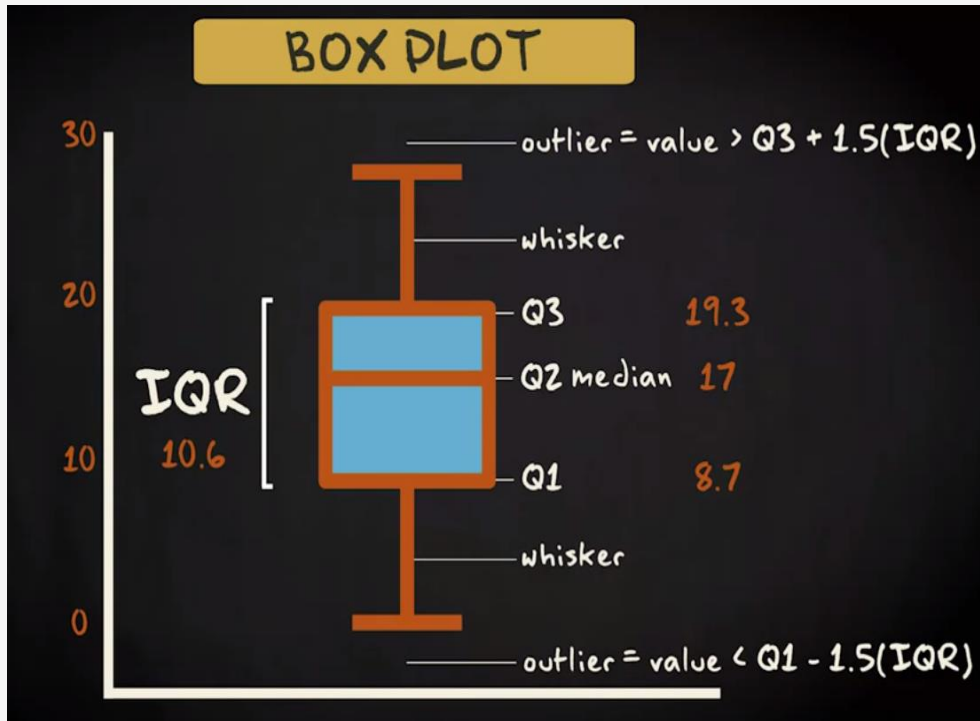 BOX PLOT
30
outlier = value > Q3 + 1.5(IQR)
whisker
20
Q3 19.3
IQR
Q2 median 17
10
10.6
Q1 8.7
whisker
0
outlier = value < Q1 - 1.5(IQR)